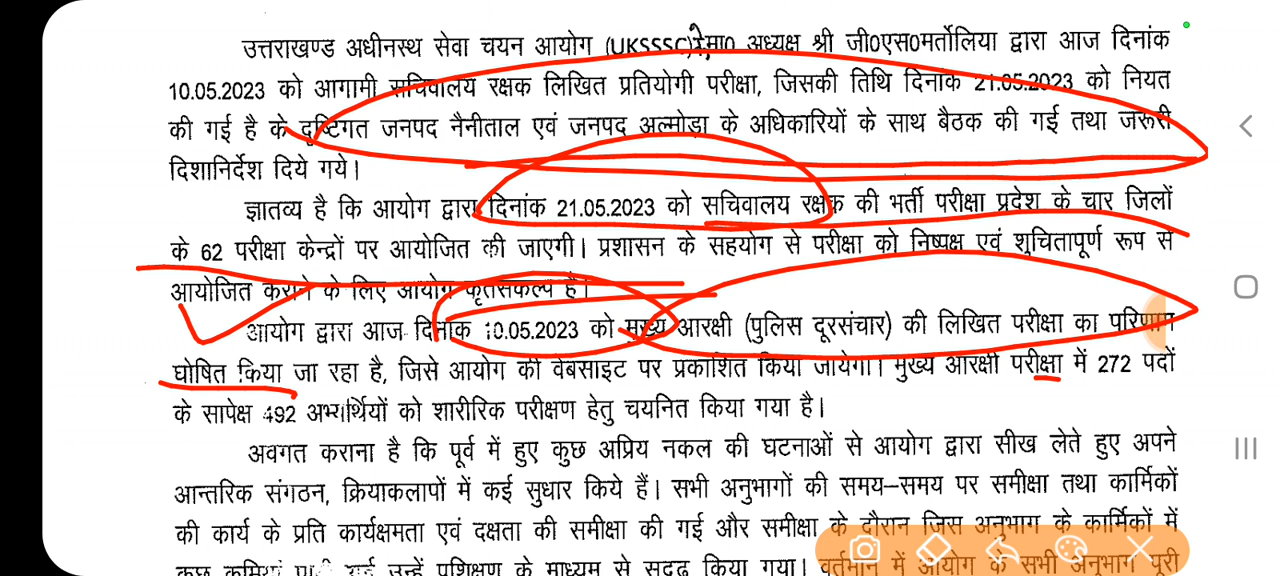 उत्तराखण्ड अधीनस्थ सेवा चयन आयोग (UKSSSC) मा0 अध्यक्ष श्री जी0एस0मर्तोलिया द्वारा आज दिनांक
10.05.2023 को आगामी सचिवालय रक्षक लिखित प्रतियोगी परीक्षा, जिसकी तिथि दिनांक 21.05.2023 को नियत
की गई है के दृष्टिगत जनपद नैनीताल एवं जनपद अल्मोड़ा के अधिकारियों के साथ बैठक की गई तथा जरूरी
दिशानिर्देश दिये गये।
ज्ञातव्य है कि आयोग द्वारा दिनांक 21.05.2023 को सचिवालय रक्षक की भर्ती परीक्षा प्रदेश के चार जिलों
के 62 परीक्षा केन्द्रों पर आयोजित की जाएगी। प्रशासन के सहयोग से परीक्षा को निष्पक्ष एवं शुचितापूर्ण रूप से
आयोजित कराने के लिए आयोग कृतसंकल्प है।
आयोग द्वारा आज दिनांक 10.05.2023 को मुख्य आरक्षी (पुलिस दूरसंचार) की लिखित परीक्षा का परिणाम
घोषित किया जा रहा है, जिसे आयोग की वेबसाइट पर प्रकाशित किया जायेगा। मुख्य आरक्षी परीक्षा में 272 पदों
के सापेक्ष 492 अभ्यर्थियों को शारीरिक परीक्षण हेतु चयनित किया गया है।
अवगत कराना है कि पूर्व में हुए कुछ अप्रिय नकल की घटनाओं से आयोग द्वारा सीख लेते हुए अपने
आन्तरिक संगठन, क्रियाकलापों में कई सुधार किये हैं। सभी अनुभागों की समय–समय पर समीक्षा तथा कार्मिकों
की कार्य के प्रति कार्यक्षमता एवं दक्षता की समीक्षा की गई और समीक्षा के दौरान जिस अनुभाग के कार्मिकों में
कुछ कमियां उन्हें प्रशिक्षण के माध्यम से सुदृढ़ किया गया। वर्तमान में आयोग के सभी अनुभाग पूरी